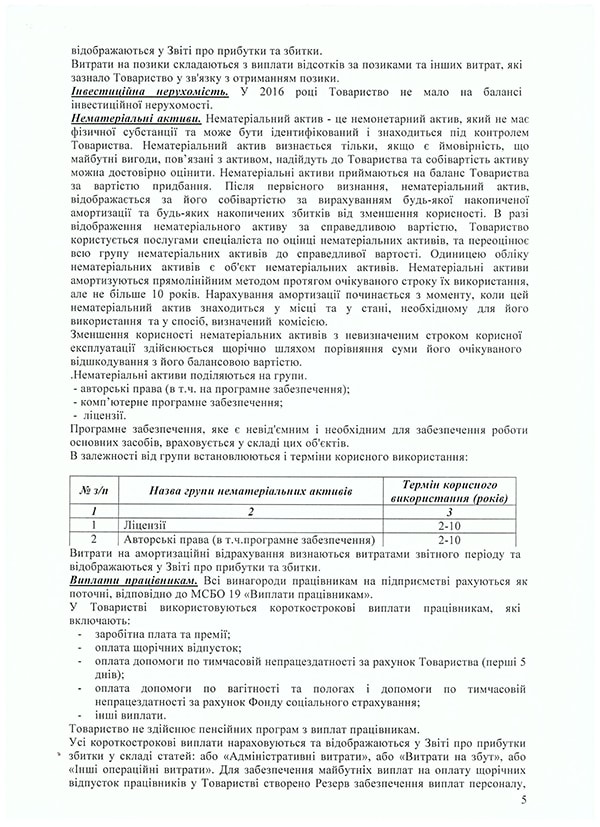 відображаються у Звіті про прибутки та збитки.
Витрати на позики складаються з виплати відсотків за позиками та інших витрат, які
зазнало Товариство у зв'язку з отриманням позики.
Інвестиційна нерухомість. У 2016 році Товариство не мало на балансі
інвестиційної нерухомості.
Нематеріальні активи. Нематеріальний актив - це немонетарний актив, який не має
фізичної субстанції та може бути ідентифікований і знаходиться під контролем
Товариства. Нематеріальний актив визнається тільки, якщо є ймовірність, що
майбутні вигоди, пов’язані з активом, надійдуть до Товариства та собівартість активу
можна достовірно оцінити. Нематеріальні активи приймаються на баланс Товариства
за вартістю придбання. Після первісного визнання, нематеріальний актив,
відображається за його собівартістю за вирахуванням будь-якої накопиченої
амортизації та будь-яких накопичених збитків від зменшення корисності. В разі
відображення нематеріального активу за справедливою вартістю, Товариство
користується послугами спеціаліста по оцінці нематеріальних активів, та переоцінює
всю групу нематеріальних активів до справедливої вартості. Одиницею обліку
нематеріальних активів є об'єкт нематеріальних активів. Нематеріальні активи
амортизуються прямолінійним методом протягом очікуваного строку їх використання,
але не більше 10 років. Нарахування амортизації починається з моменту, коли цей
нематеріальний актив знаходиться у місці та у стані, необхідному для його
використання та у спосіб, визначений комісією.
Зменшення корисності нематеріальних активів з невизначеним строком корисної
експлуатації здійснюється щорічно шляхом порівняння суми його очікуваного
відшкодування з його балансовою вартістю.
.Нематеріальні активи поділяються на групи.
- авторські права (в т.ч. на програмне забезпечення);
- комп’ютерне програмне забезпечення;
- ліцензії.
Програмне забезпечення, яке є невід'ємним і необхідним для забезпечення роботи
основних засобів, враховується у складі цих об'єктів.
В залежності від групи встановлюються і терміни корисного використання:
№ з/п Назва групи нематеріальних активів Термін корисного
використання (років)
1 2 3
1 Ліцензії 2-10
2 Авторські права (в т.ч.програмне забезпечення) 2-10
Витрати на амортизаційні відрахування визнаються витратами звітного періоду та
відображаються у Звіті про прибутки та збитки.
Виплати працівникам. Всі винагороди працівникам на підприємстві рахуються як
поточні, відповідно до МСБО 19 «Виплати працівникам».
У Товаристві використовуються короткострокові виплати працівникам, які
включають:
- заробітна плата та премії;
- оплата щорічних відпусток;
- оплата допомоги по тимчасовій непрацездатності за рахунок Товариства (перші 5
днів);
- оплата допомоги по вагітності та пологах і допомоги по тимчасовій
непрацездатності за рахунок Фонду соціального страхування;
- інші виплати.
Товариство не здійснює пенсійних програм з виплат працівникам.
Усі короткострокові виплати нараховуються та відображаються у Звіті про прибутки
збитки у складі статей: або «Адміністративні витрати», або «Витрати на збут», або
«Інші операційні витрати». Для забезпечення майбутніх виплат на оплату щорічних
відпусток працівників у Товаристві створено Резерв забезпечення виплат персоналу,
5